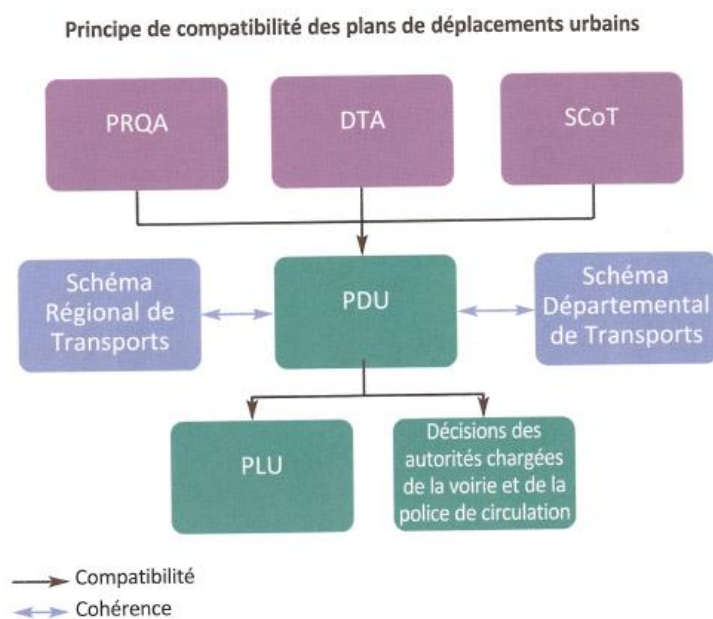 Principe de compatibilité des plans de déplacements urbains
PRQA
DTA
SCoT
Schéma
Régional de
Transports
PDU
Schéma
Départemental
de Transports
PLU
Décisions des
autorités chargées
de la voirie et de la
police de circulation
Compatibilité
Cohérence